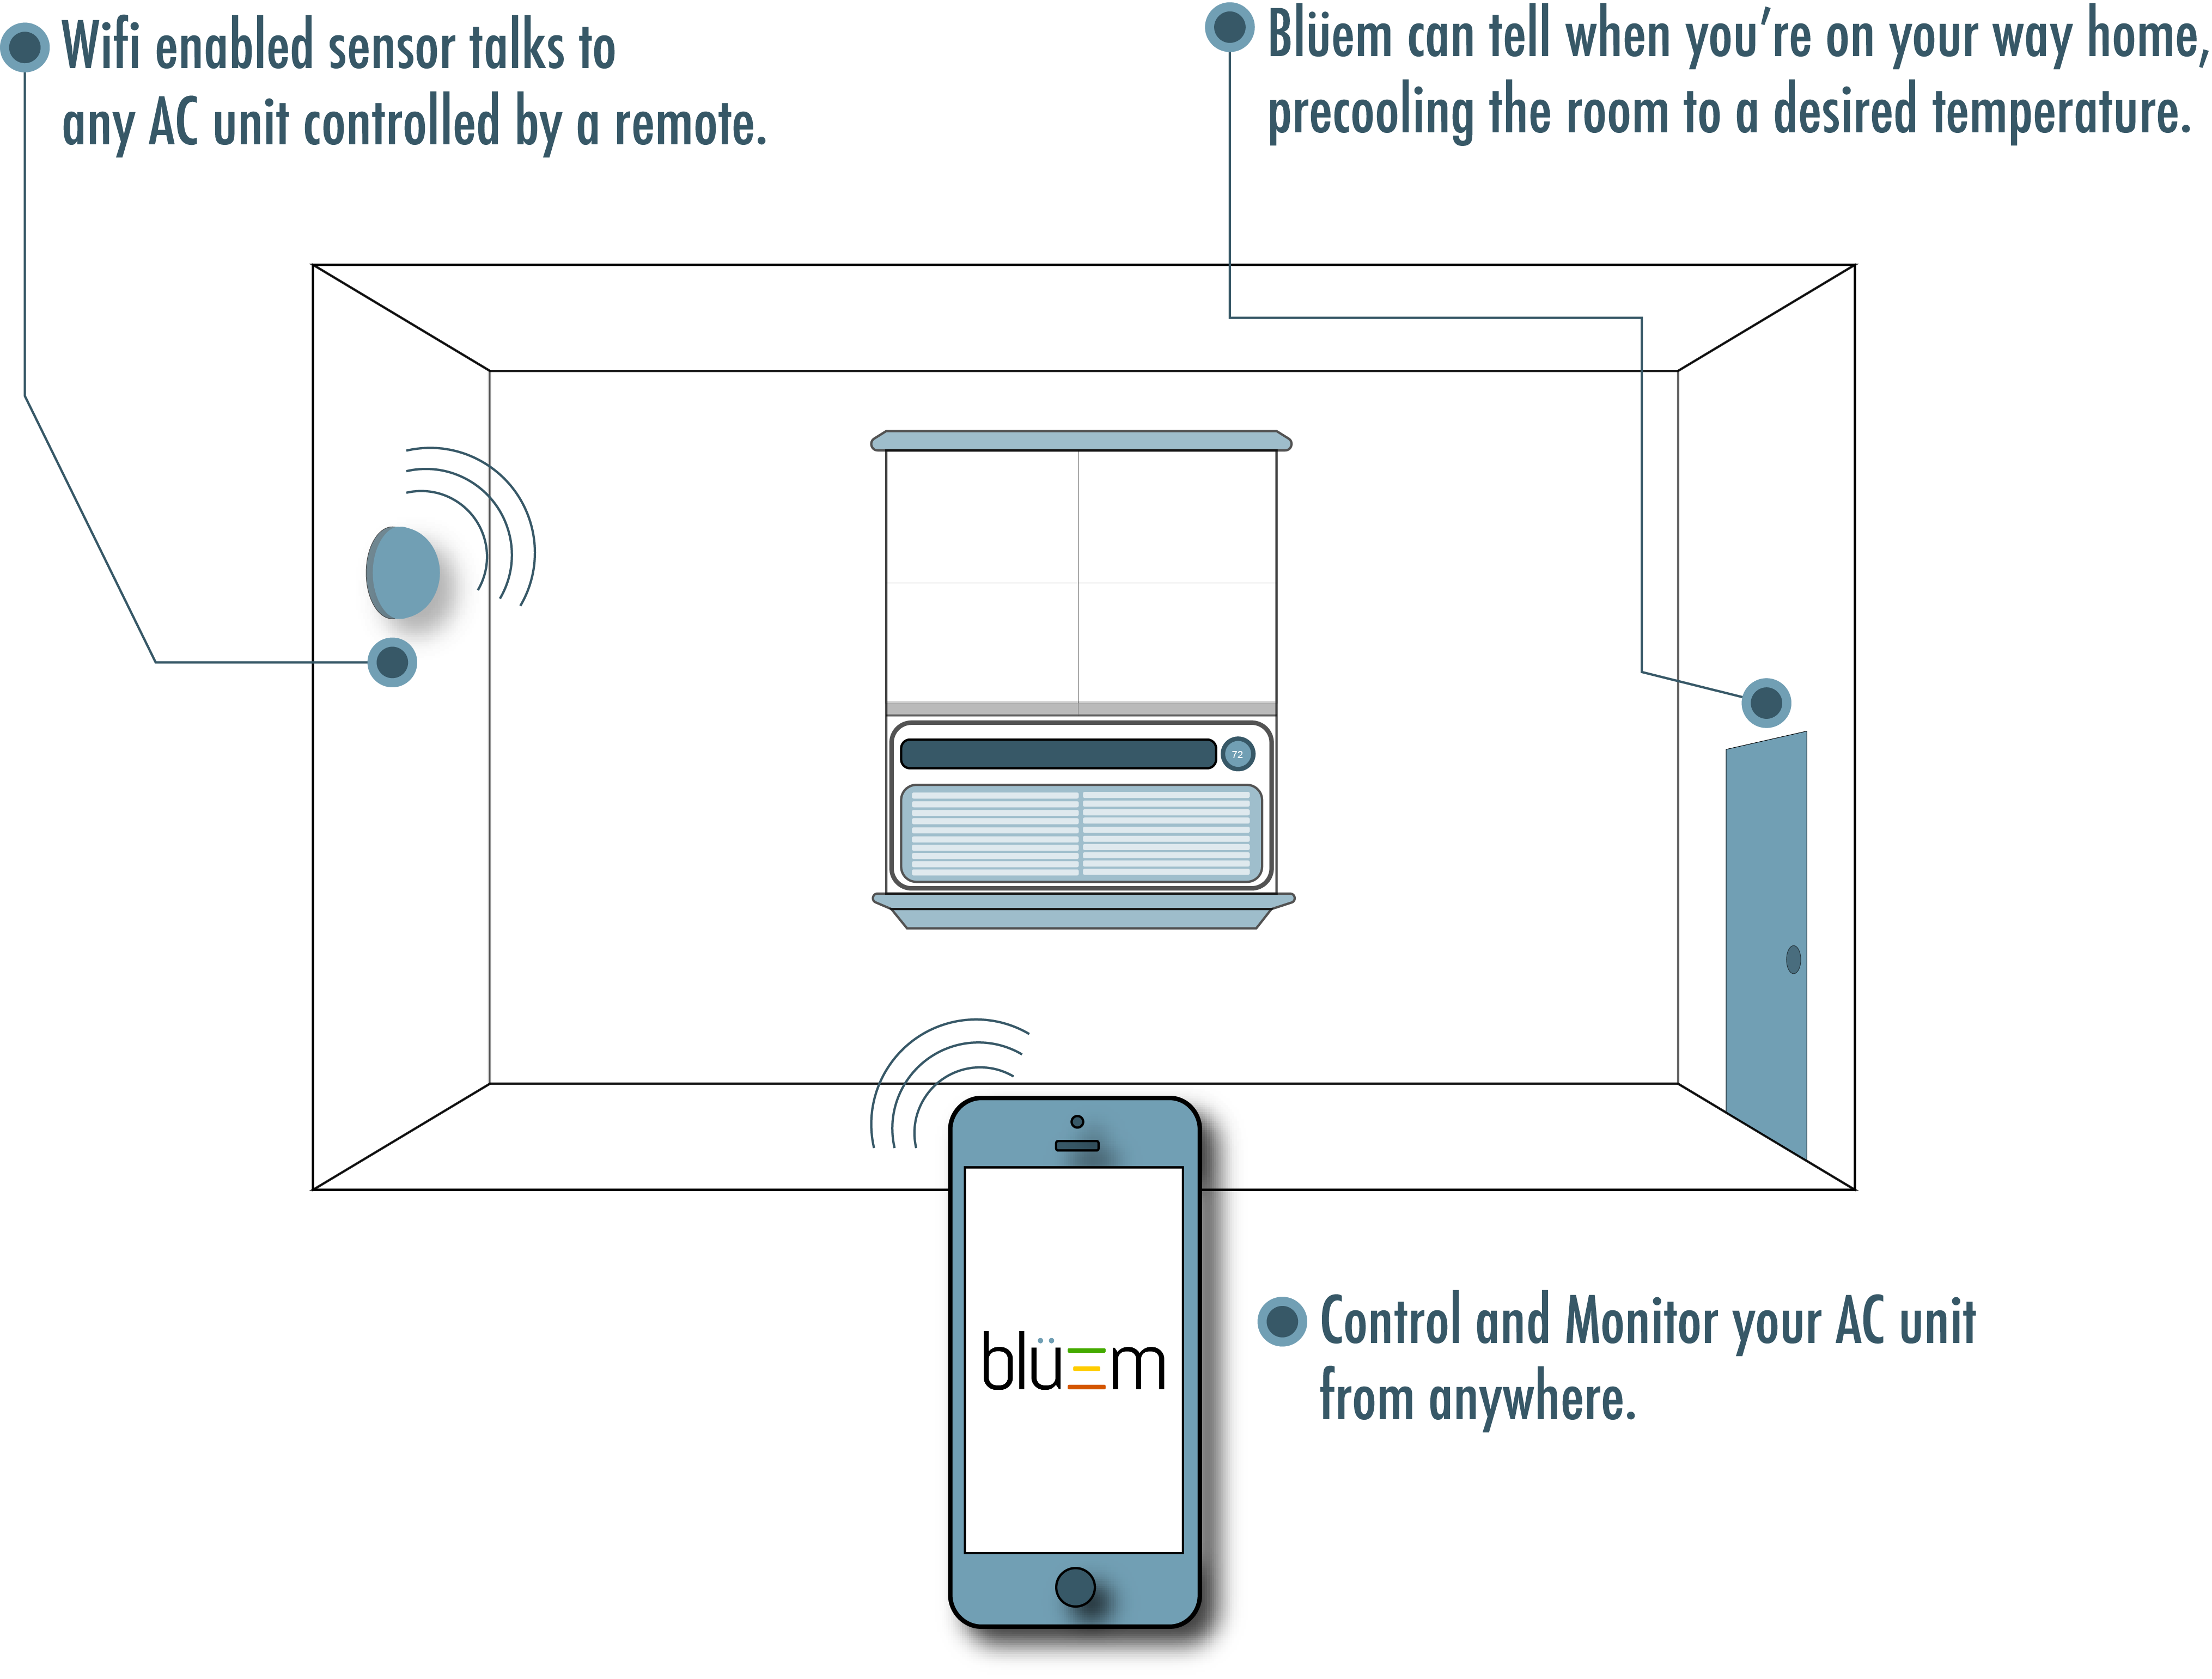 Wifi enabled sensor talks to
any AC unit controlled by a remote.
Blüem can tell when you're on your way home,
precooling the room to a desired temperature.
72
blüem
Control and Monitor your AC unit
from anywhere.